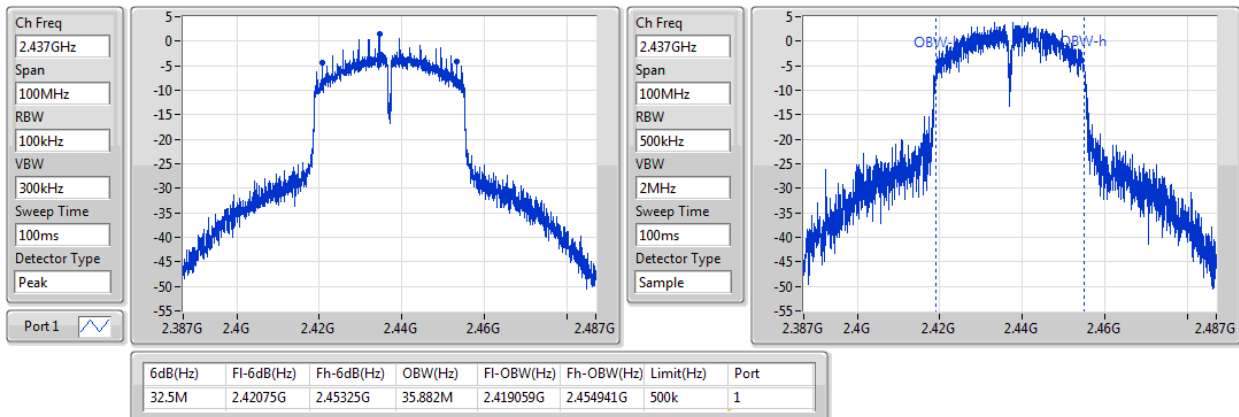 Ch Freq
2.437GHz
Span
100MHz
RBW
100kHz
VBW
300kHz
Sweep Time
100ms
Detector Type
Peak
Port 1
5
0
-5
-10
-15
-20
-25
-30
-35
-40
-45
-50
-55
2.387G 2.4G 2.42G 2.44G 2.46G 2.487G
Ch Freq
2.437GHz
Span
100MHz
RBW
500kHz
VBW
2MHz
Sweep Time
100ms
Detector Type
Sample
5
0
-5
-10
-15
-20
-25
-30
-35
-40
-45
-50
-55
OBW-h
2.387G 2.4G 2.42G 2.44G 2.46G 2.487G
6dB(Hz) Fl-6dB(Hz) Fh-6dB(Hz) OBW(Hz) Fl-OBW(Hz) Fh-OBW(Hz) Limit(Hz) Port
32.5M 2.42075G 2.45325G 35.882M 2.419059G 2.454941G 500k 1